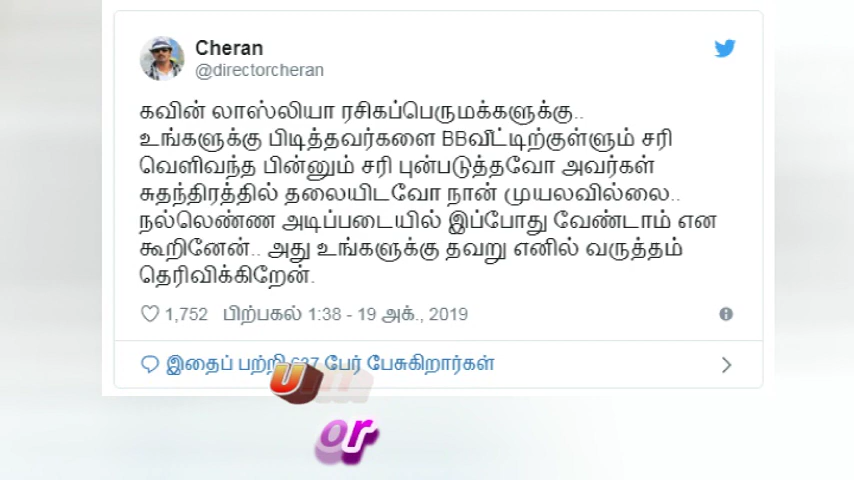 Cheran
@directorcheran
கவின் லாஸ்லியா ரசிகப்பெருமக்களுக்கு..
உங்களுக்கு பிடித்தவர்களை BBவீட்டிற்குள்ளும் சரி
வெளிவந்த பின்னும் சரி புன்படுத்தவோ அவர்கள்
சுதந்திரத்தில் தலையிடவோ நான் முயலவில்லை..
நல்லெண்ண அடிப்படையில் இப்போது வேண்டாம் என
கூறினேன்.. அது உங்களுக்கு தவறு எனில் வருத்தம்
தெரிவிக்கிறேன்.
1,752 பிற்பகல் 1:38 - 19 அக்., 2019
இதைப் பற்றி 637 பேர் பேசுகிறார்கள்
U
or